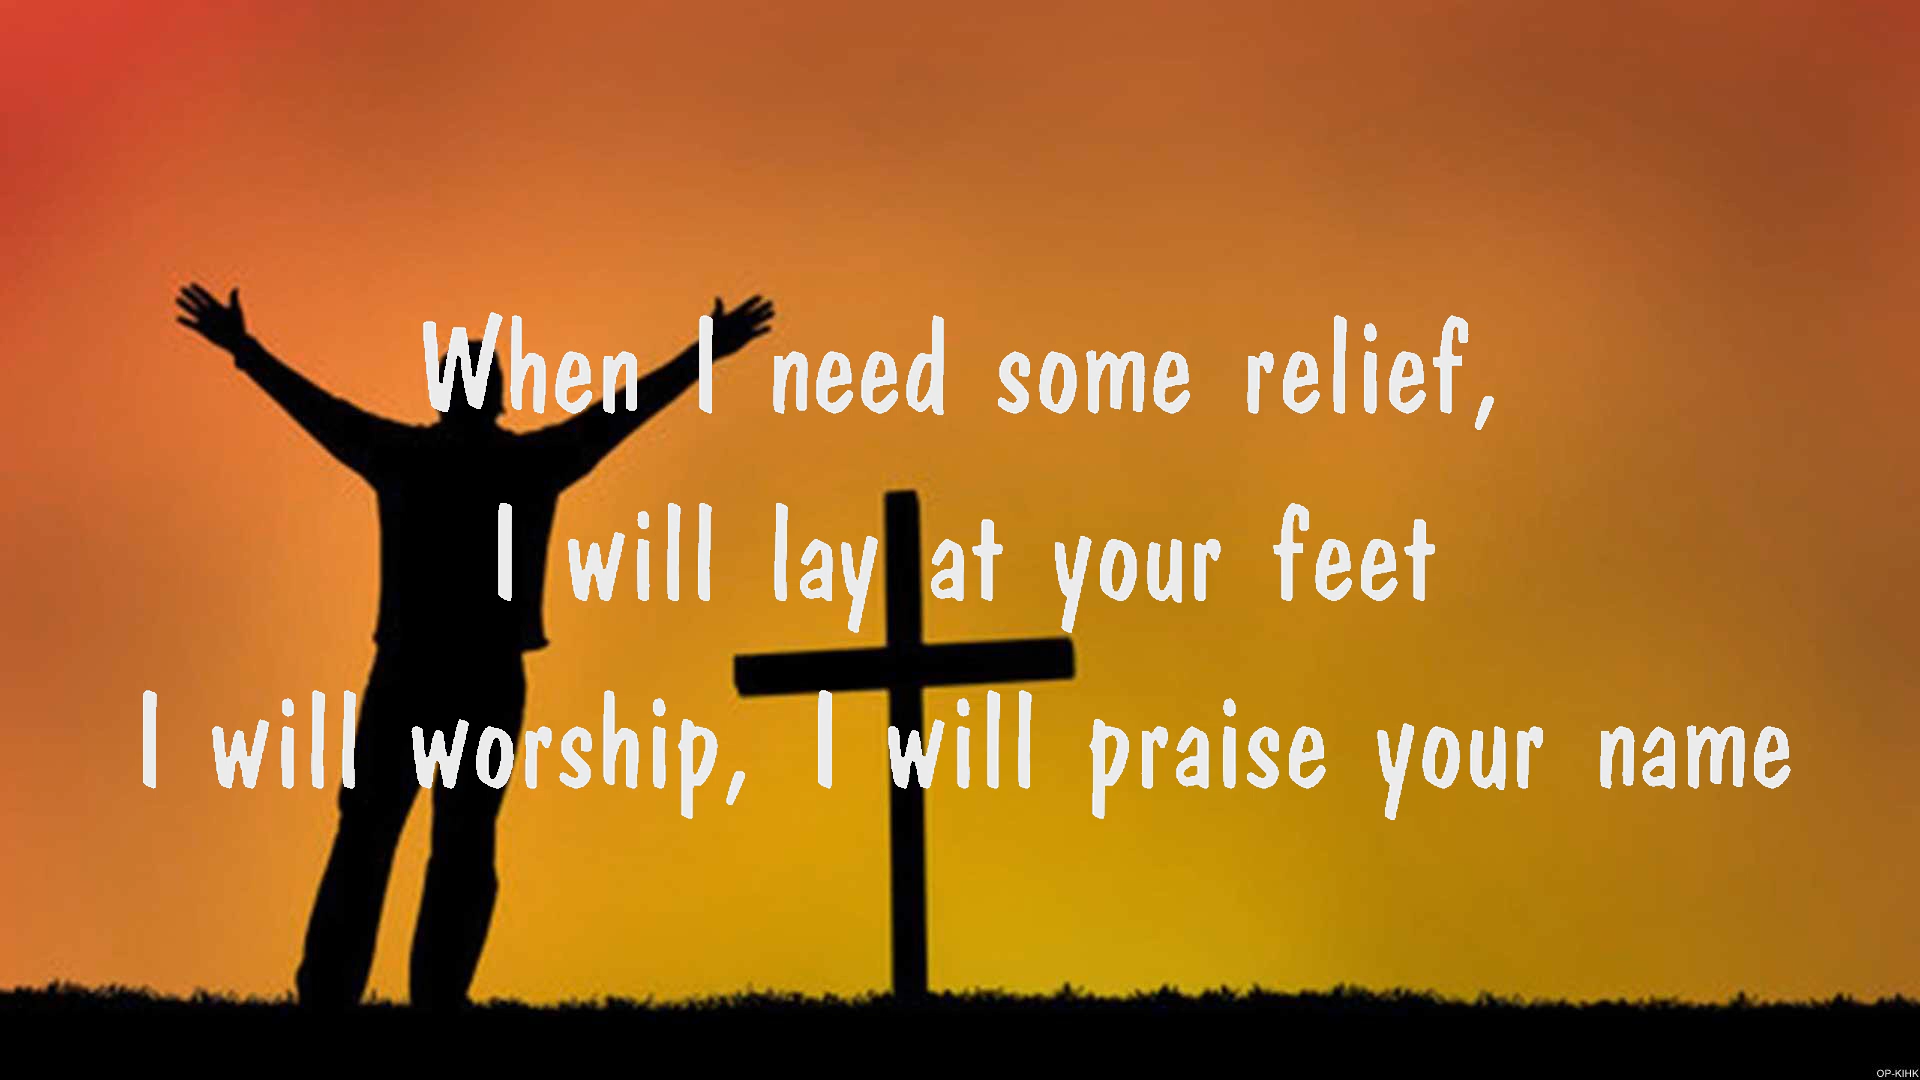 When I need some relief,
I will lay at your feet
I will worship, I will praise your name
OP-KIHK